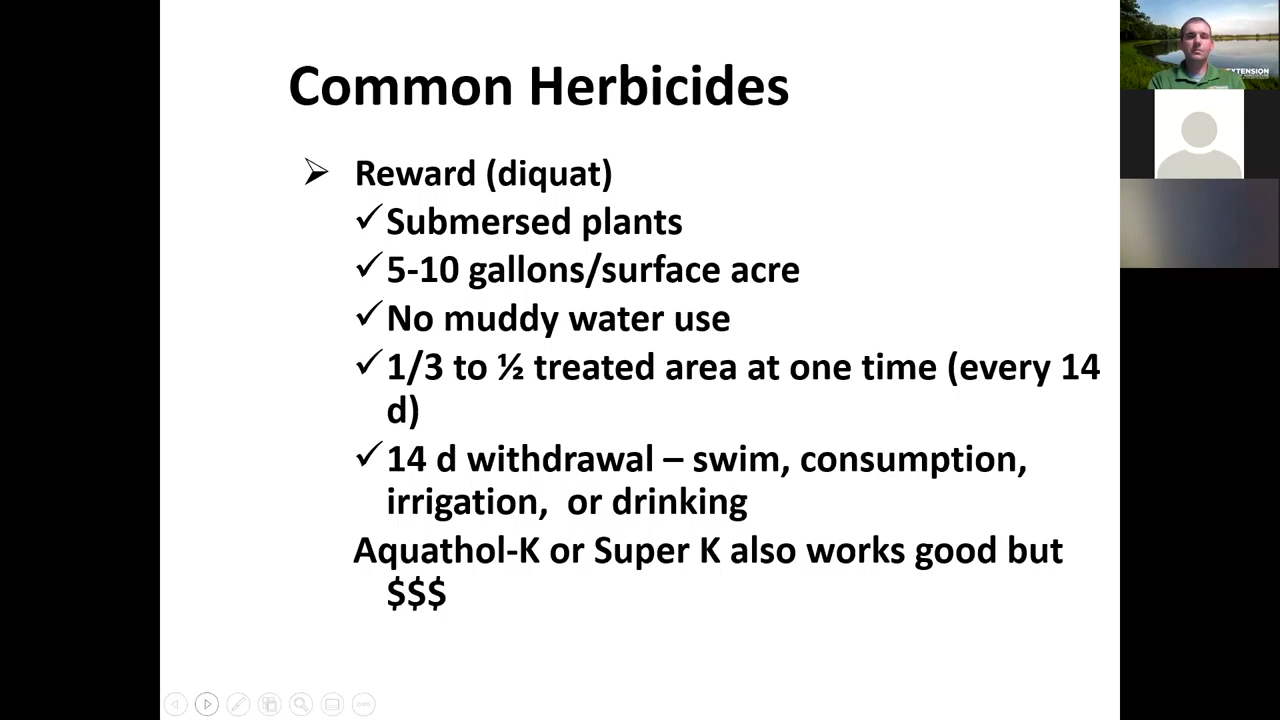 Common Herbicides
Reward (diquat)
Submersed plants
5-10 gallons/surface acre
No muddy water use
1/3 to ½ treated area at one time (every 14
d)
14 d withdrawal – swim, consumption,
irrigation,  or drinking
Aquathol-K or Super K also works good but
$$$
EXTENSION